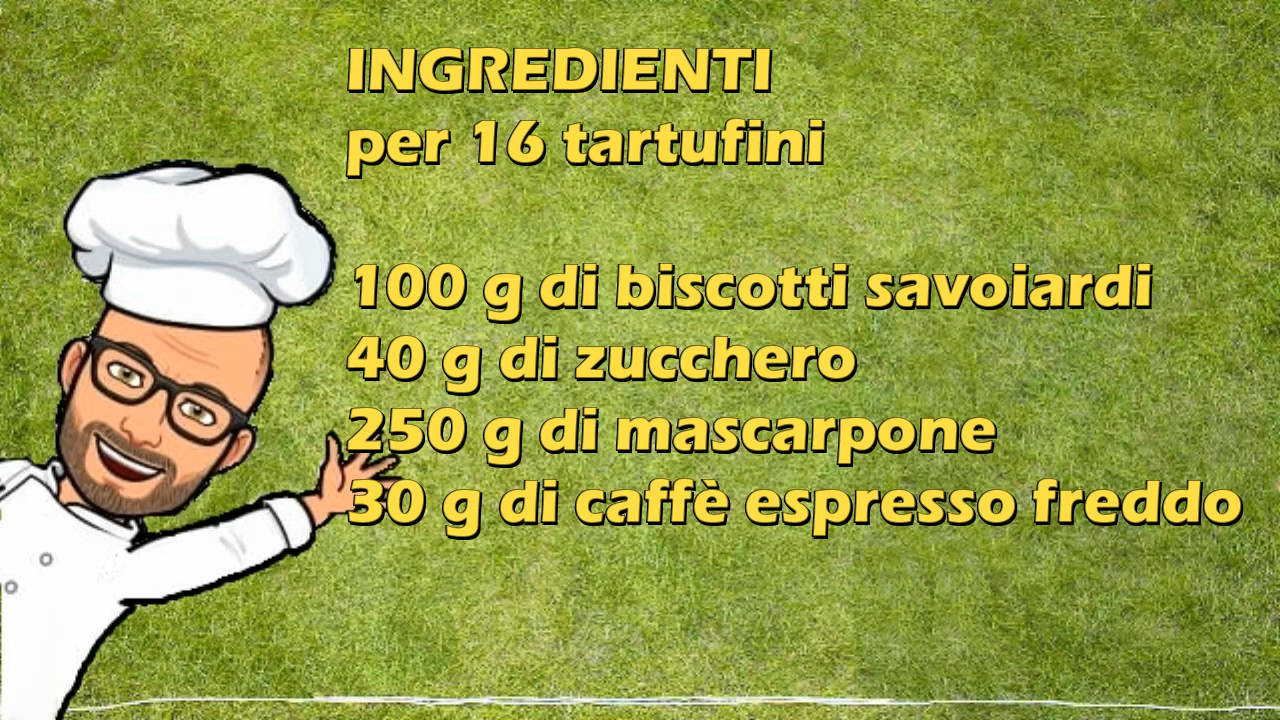 INGREDIENTI
per 16 tartufini
100 g di biscotti savoiardi
40 g di zucchero
250 g di mascarpone
30 g di caffè espresso freddo